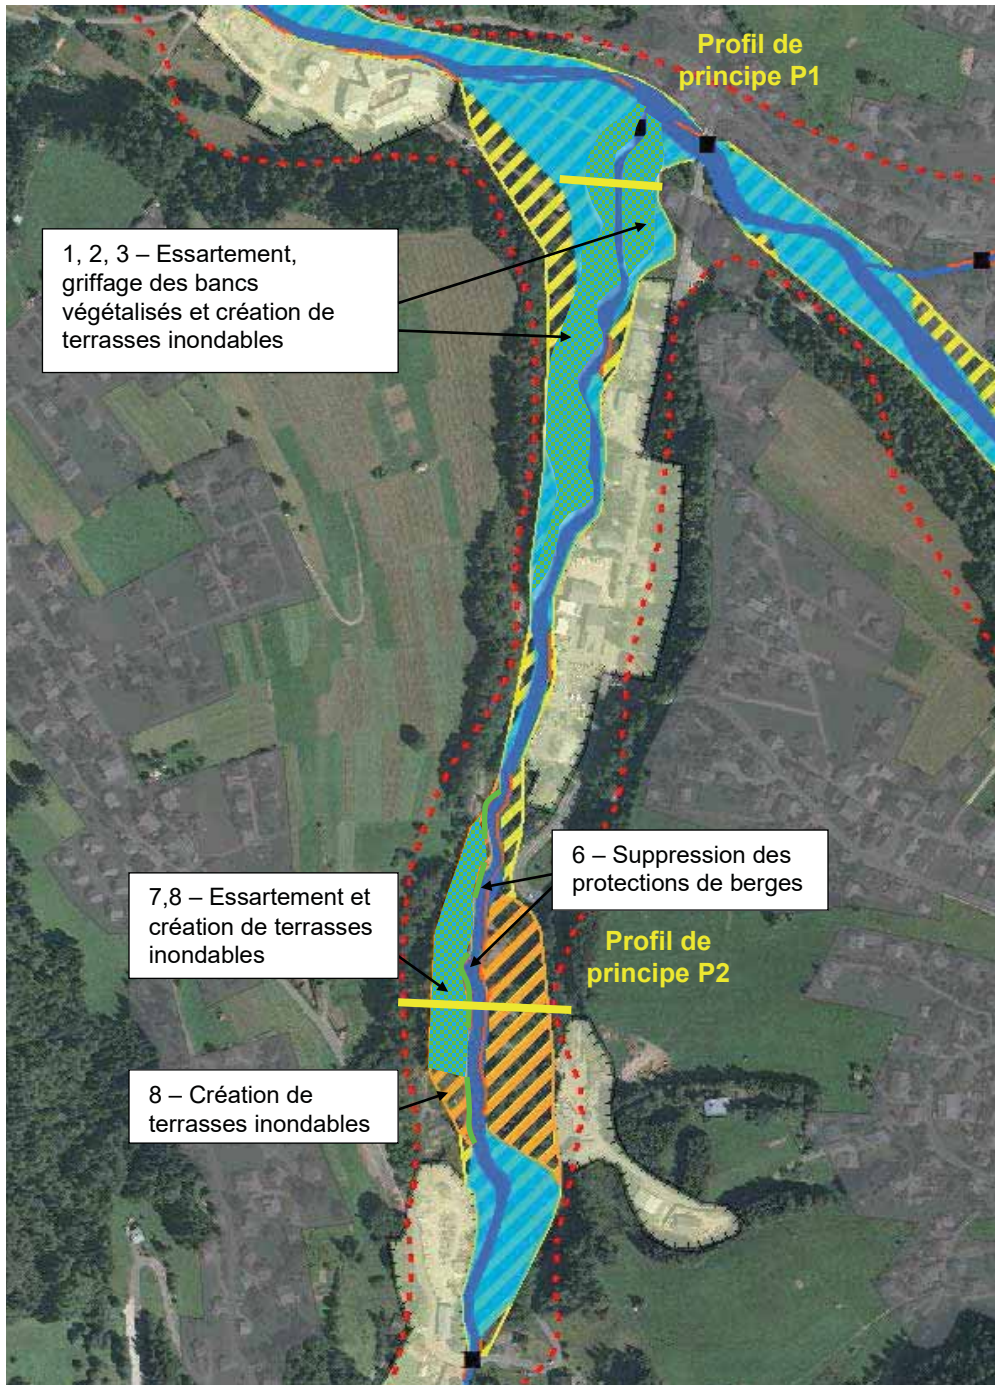 Profil de
principe P1
1, 2, 3 – Essartement,
griffage des bancs
végétalisés et création de
terrasses inondables
6 – Suppression des
protections de berges
7,8 – Essartement et
création de terrasses
inondables
Profil de
principe P2
8 – Création de
terrasses inondables